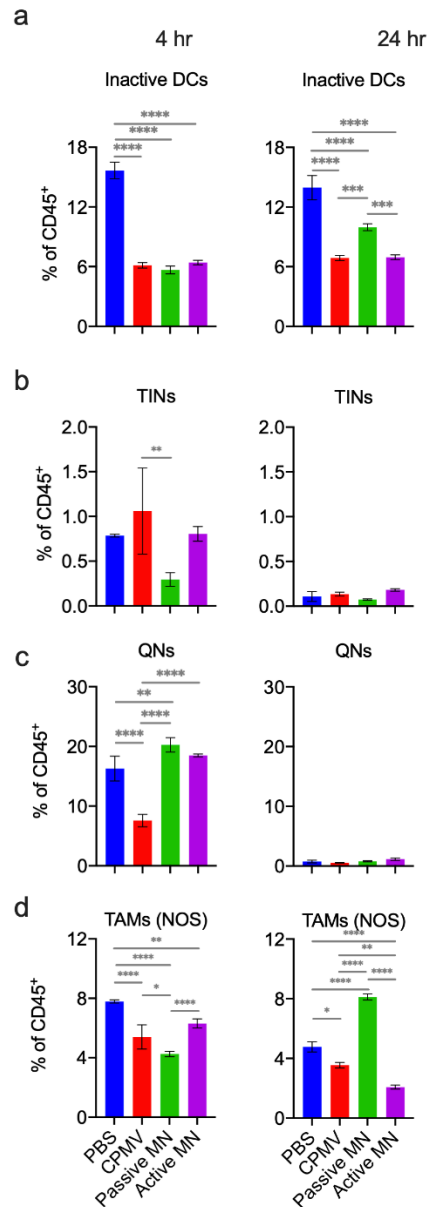 a
4 hr 24 hr
Inactive DCs Inactive DCs
****
****
****
****
****
****
***
***
18
12
6
0
18
12
6
0
% of CD45+
b
TINs TINs
**
2.0
1.5
1.0
0.5
0.0
2.0
1.5
1.0
0.5
0.0
% of CD45+
c
QNs QNs
****
**
****
****
30
20
10
0
30
20
10
0
% of CD45+
d
TAMs (NOS) TAMs (NOS)
**
****
****
*
****
****
**
****
****
****
*
12
8
4
0
12
8
4
0
% of CD45+
PBS
CPMV
Passive MN
Active MN
PBS
CPMV
Passive MN
Active MN